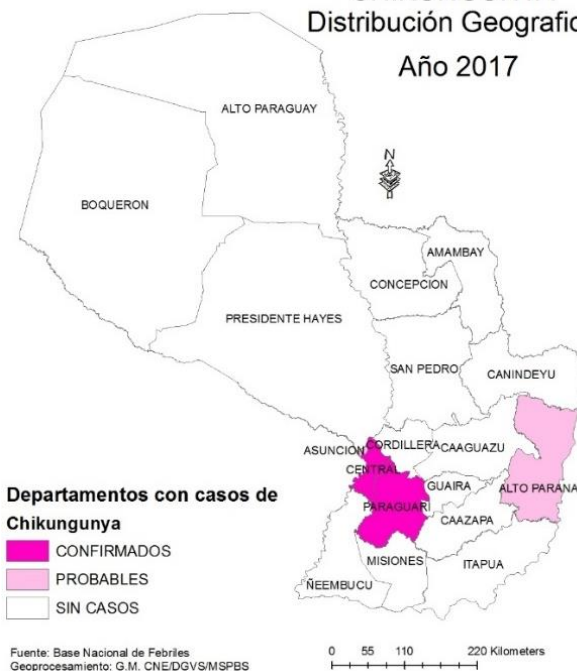 Distribución Geografic
Año 2017
ALTO PARAGUAY
N
BOQUERON
AMAMBAY
CONCEPCION
PRESIDENTE HAYES
SAN PEDRO
CANINDEYU
ASUNCION
CORDILLERA
CAAGUAZU
CENTRAL
GUAIRA
ALTO PARANA
PARAGUARI
CAAZAPA
MISIONES
ITAPUA
ÑEEMBUCU
Departamentos con casos de
Chikungunya
CONFIRMADOS
PROBABLES
SIN CASOS
Fuente: Base Nacional de Febriles
Geoprocesamiento: G.M. CNE/DGVS/MSPBS
0 55 110 220 Kilometers